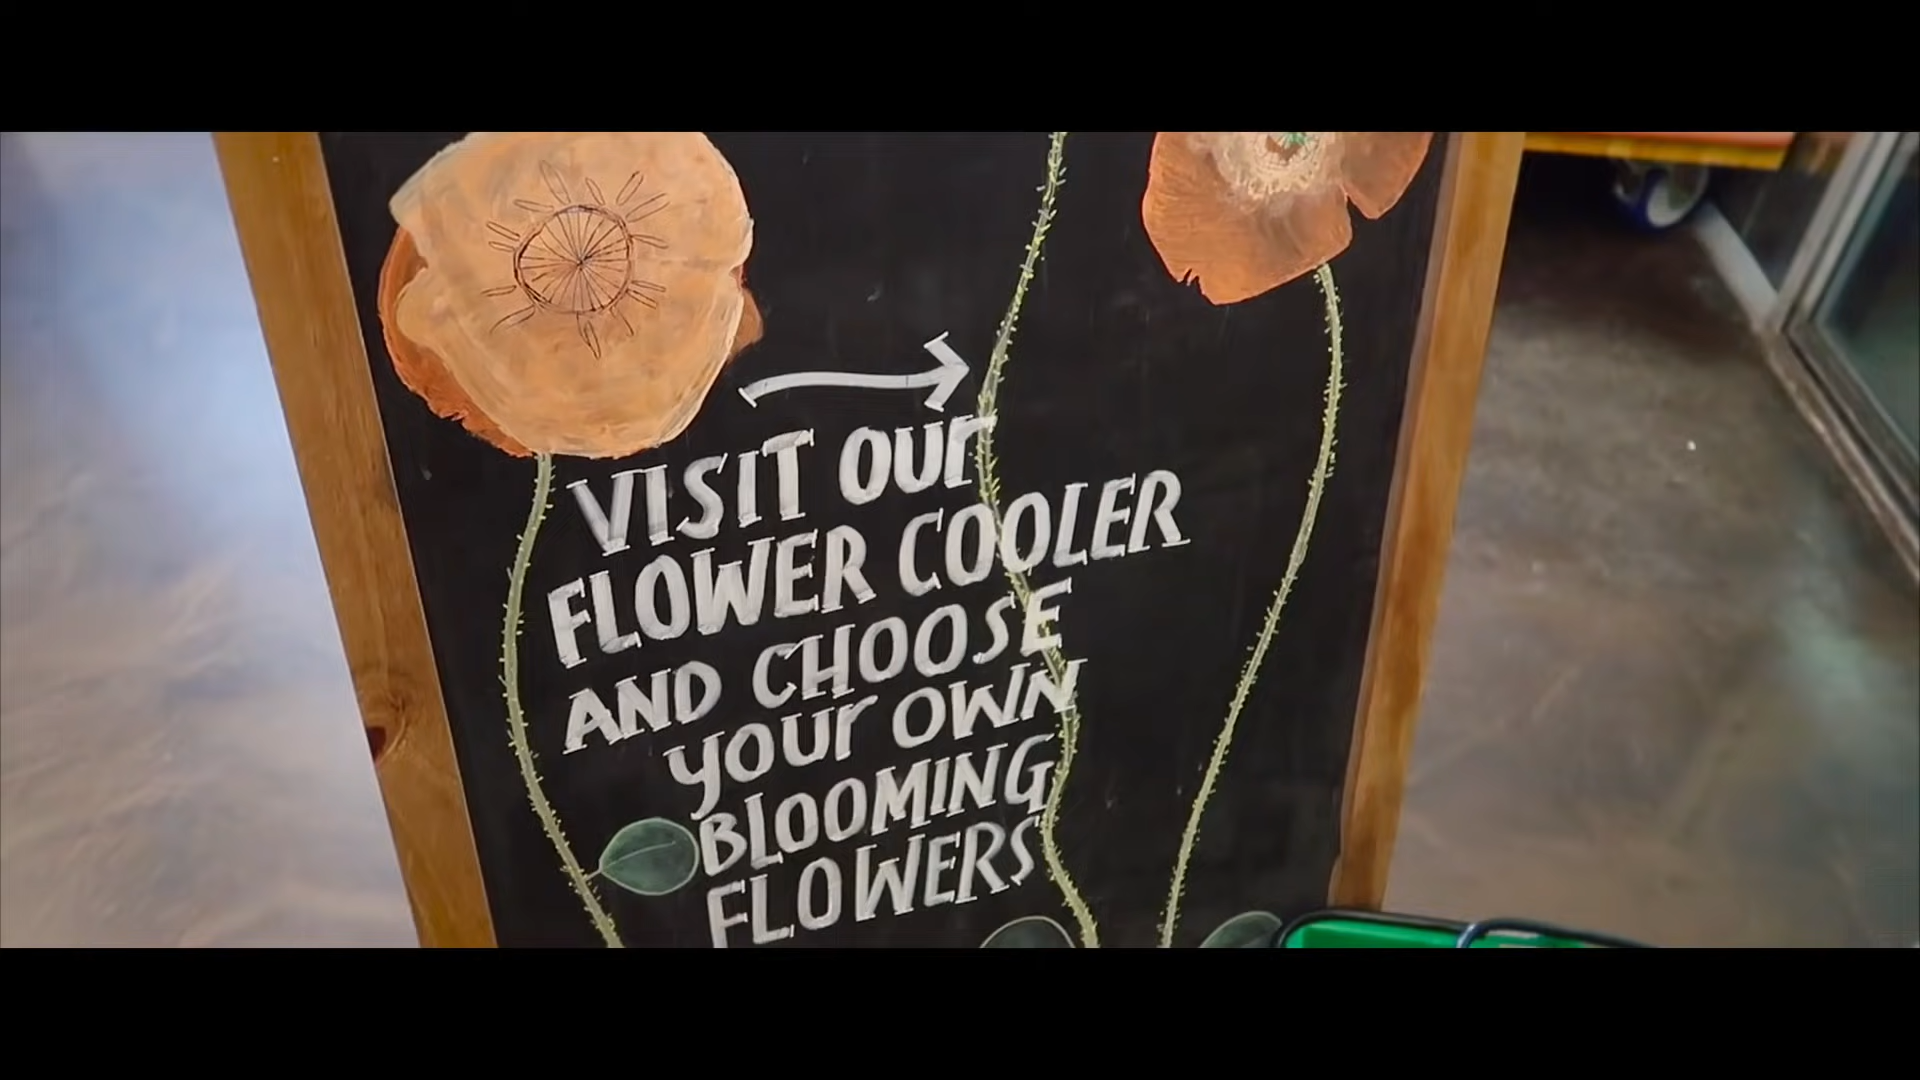 VISIT our
FLOWER COOLER
AND CHOOSE
your OWN
BLOOMING
FLOWERS